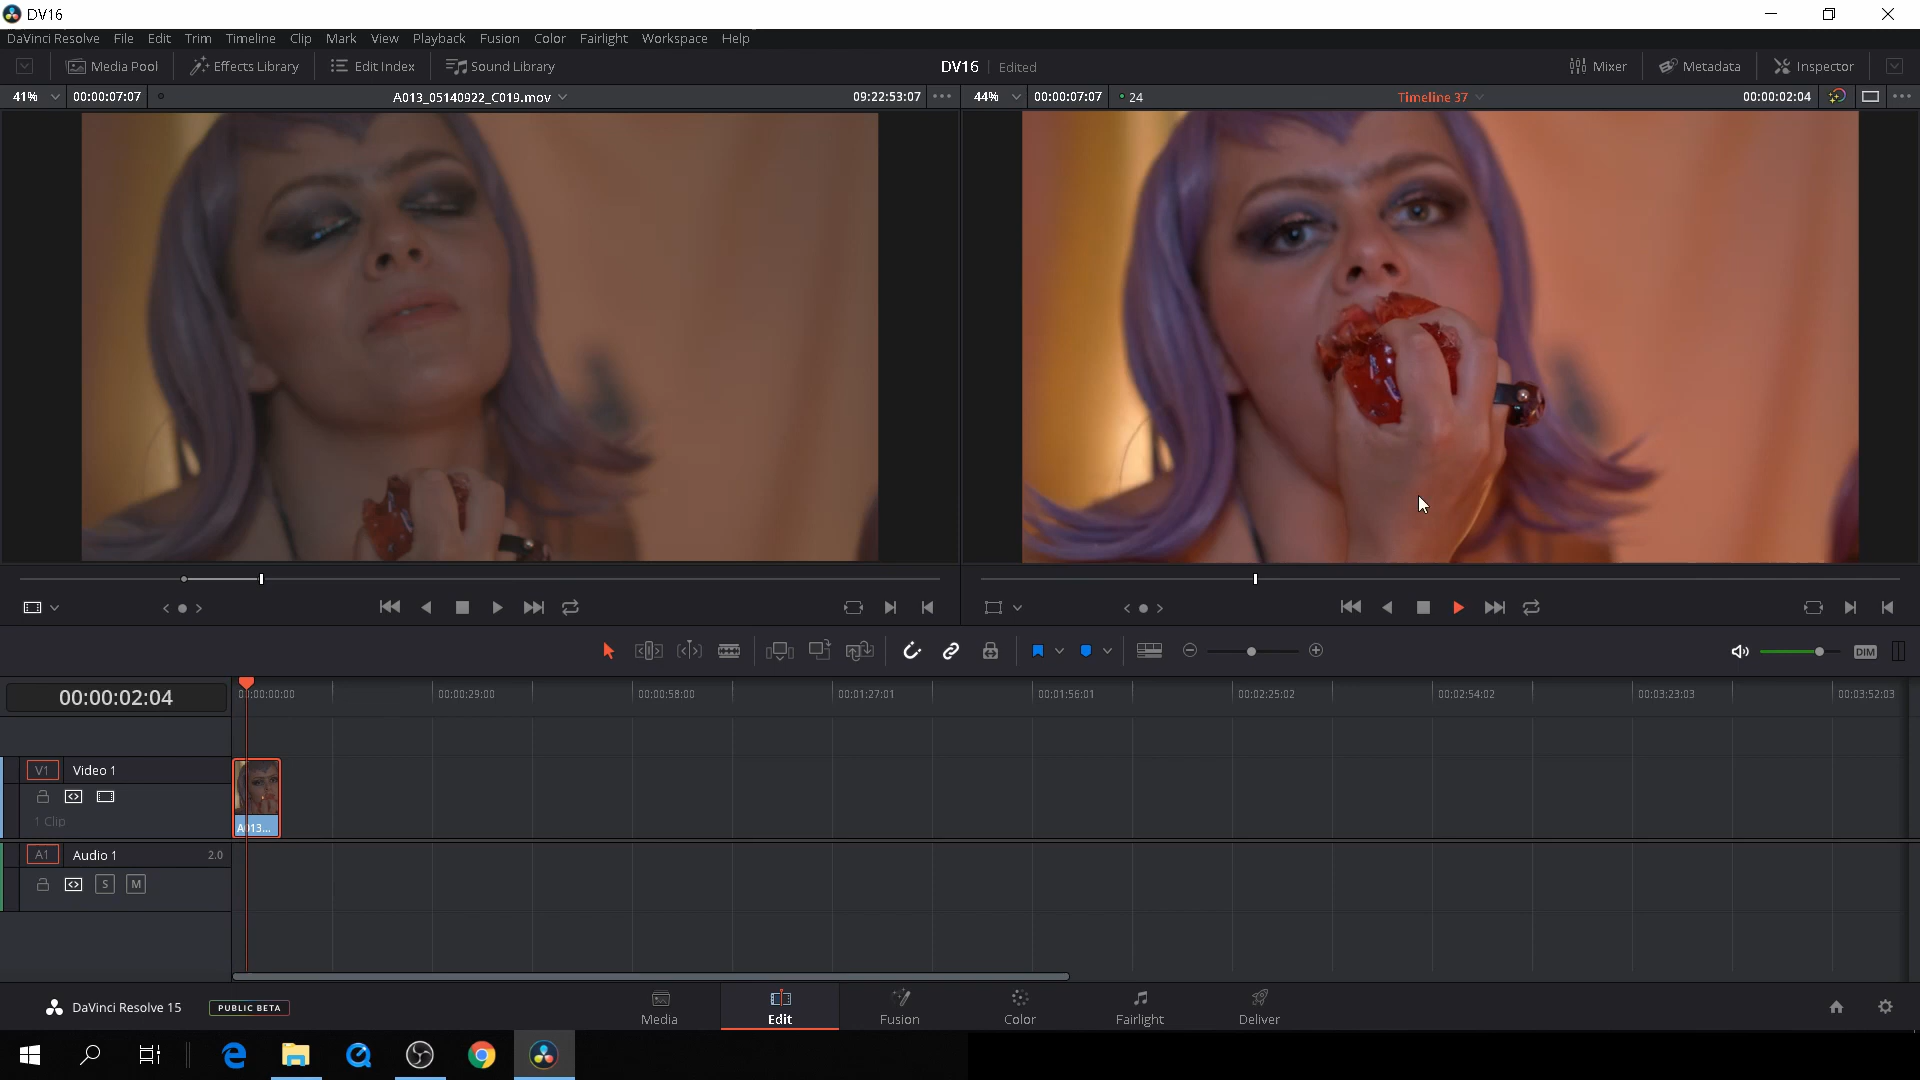 DV16
DaVinci Resolve File Edit Trim Timeline Clip Mark View Playback Fusion Color Fairlight Workspace Help
Media Pool Effects Library Edit Index Sound Library DV16 Edited Mixer Metadata Inspector
41% 00:00:07:07 A013_05140922_C019.mov 09:22:53:07 44% 00:00:07:07 24 Timeline 37 00:00:02:04
DIM
00:00:02:04 00:00:00:00 00:00:29:00 00:00:58:00 00:01:27:01 00:01:56:01 00:02:25:02 00:02:54:02 00:03:23:03 00:03:52:03
V1 Video 1
1 Clip
A013...
A1 Audio 1 2.0
S M
DaVinci Resolve 15 PUBLIC BETA Media Edit Fusion Color Fairlight Deliver